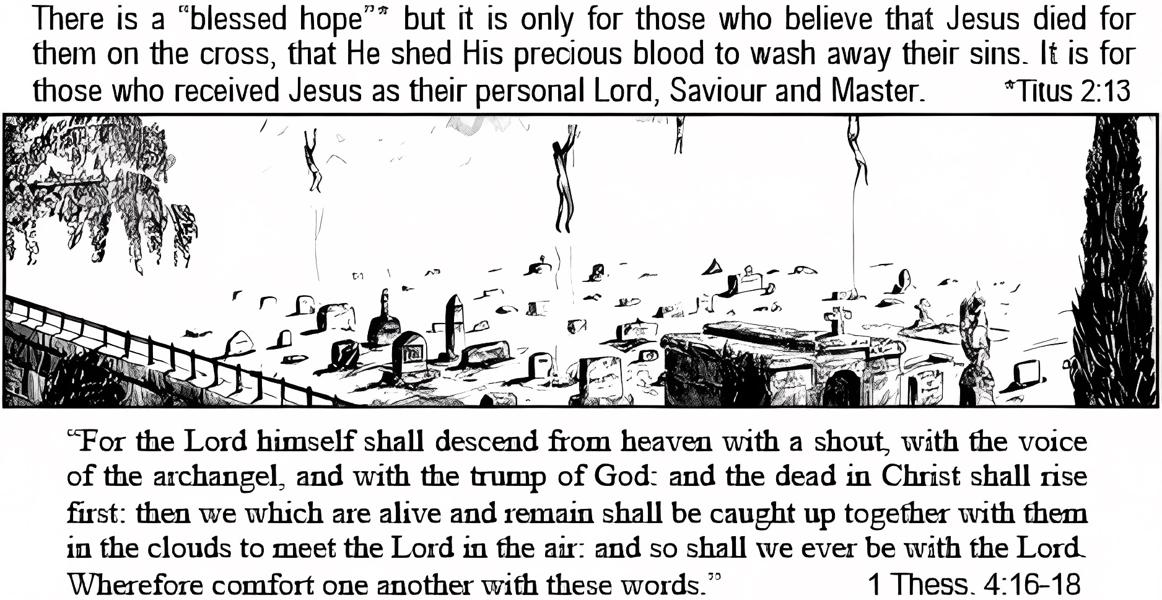 There is a “blessed hope”* but it is only for those who believe that Jesus died for
them on the cross, that He shed His precious blood to wash away their sins. It is for
those who received Jesus as their personal Lord, Saviour and Master. *Titus 2:13
“For the Lord himself shall descend from heaven with a shout, with the voice
of the archangel, and with the trump of God: and the dead in Christ shall rise
first: then we which are alive and remain shall be caught up together with them
in the clouds to meet the Lord in the air: and so shall we ever be with the Lord.
Wherefore comfort one another with these words.” 1 Thess. 4:16-18